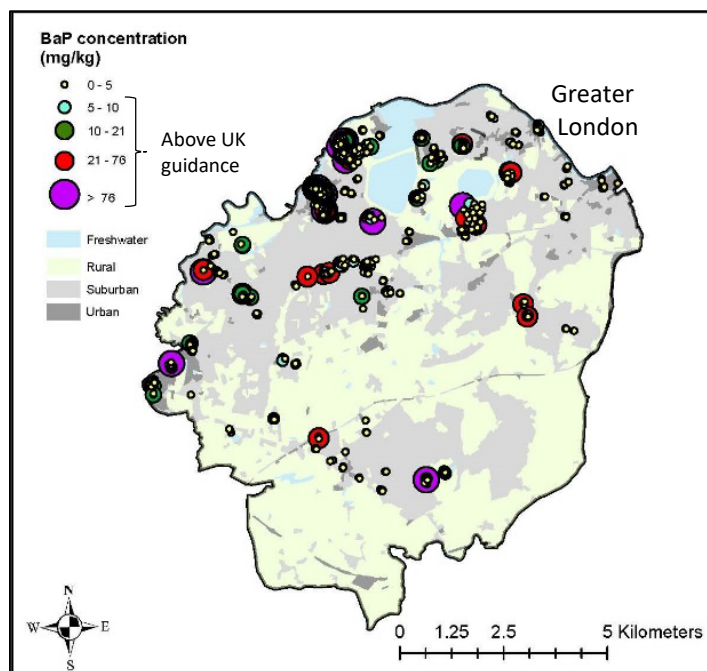 BaP concentration
(mg/kg)
0 - 5
5 - 10
10 - 21
21 - 76
> 76
Above UK
guidance
Freshwater
Rural
Suburban
Urban
Greater
London
N
W E
S
0 1.25 2.5 5 Kilometers